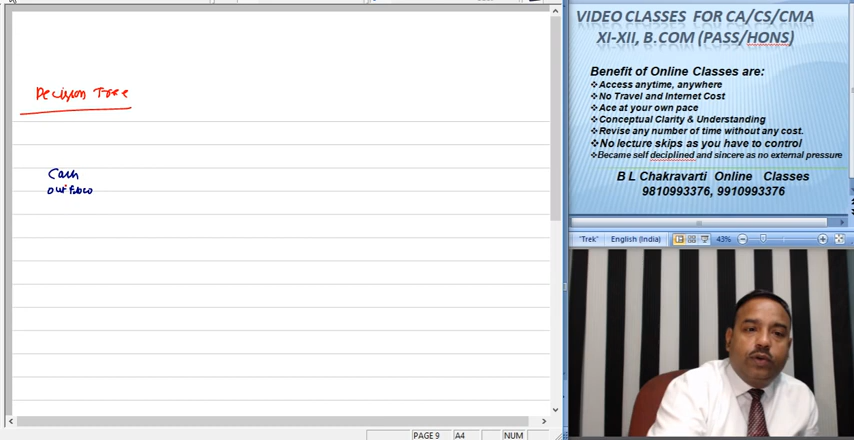 Decision Tree
Cash
outflow
PAGE 9
A4
NUM
VIDEO CLASSES FOR CA/CS/CMA
XI-XII, B.COM (PASS/HONS)
Benefit of Online Classes are:
❖Access anytime, anywhere
❖No Travel and Internet Cost
❖Ace at your own pace
❖Conceptual Clarity & Understanding
❖Revise any number of time without any cost.
❖No lecture skips as you have to control
❖Became self deciplined and sincere as no external pressure
B L Chakravarti Online Classes
9810993376, 9910993376
"Trek" English (India) 43%